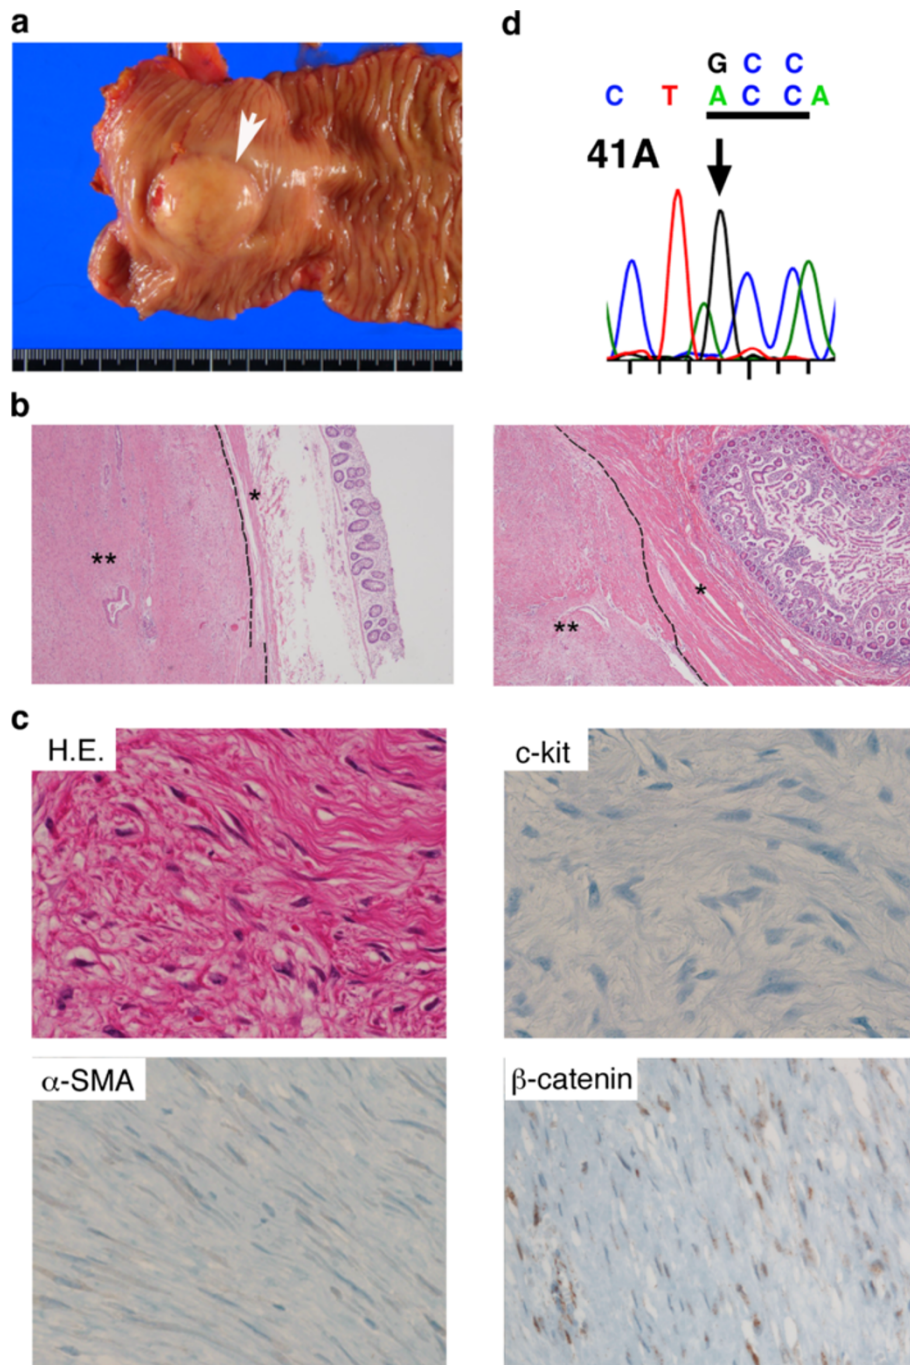 a
d
G C C
C T A C C A
41A
b
*
**
*
**
c
H.E.
c-kit
α-SMA
β-catenin